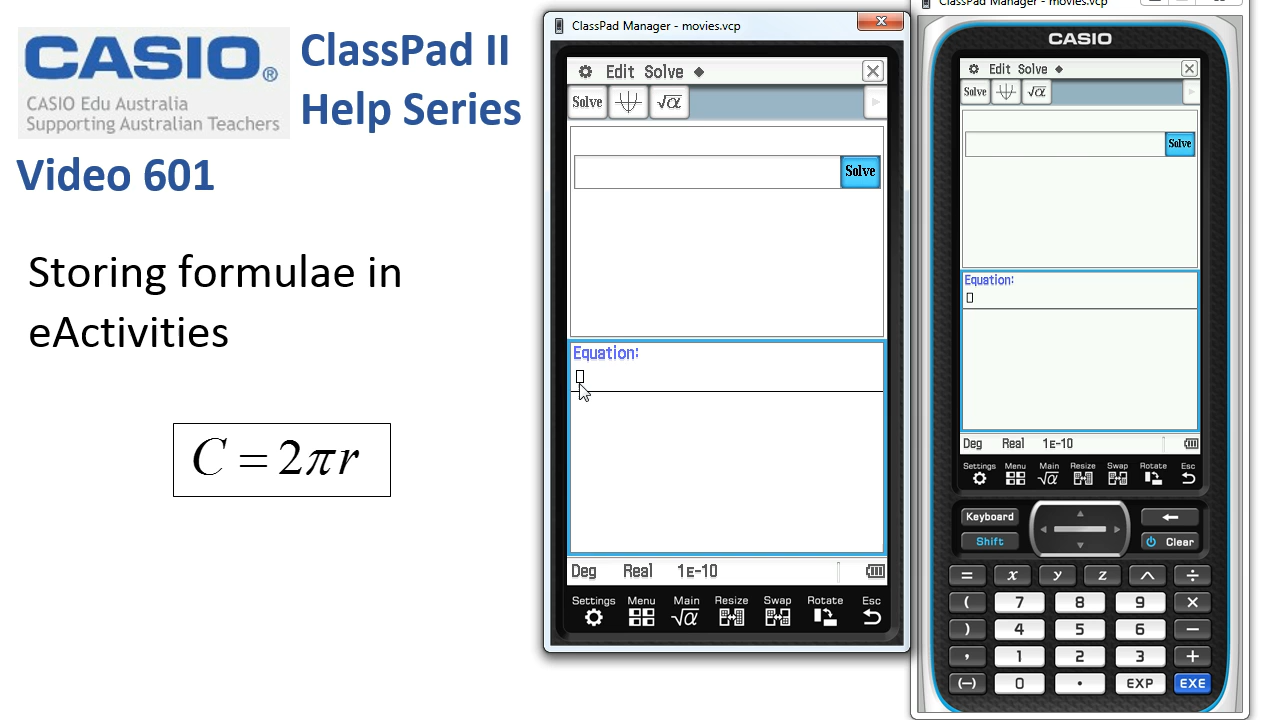 CASIO®
CASIO Edu Australia
Supporting Australian Teachers
ClassPad II
Help Series
Video 601
Storing formulae in
eActivities
C = 2πr
ClassPad Manager - movies.vcp
Edit Solve
Solve √α
Solve
Equation:
Deg Real 1E-10
Settings Menu Main Resize Swap Rotate Esc
√α
ClassPad Manager - movies.vcp
CASIO
Edit Solve
Solve √α
Solve
Equation:
Deg Real 1E-10
Settings Menu Main Resize Swap Rotate Esc
√α
Keyboard
Shift Clear
= x y z ^ ÷
( 7 8 9 ×
) 4 5 6 −
, 1 2 3 +
(−) 0 · EXP EXE